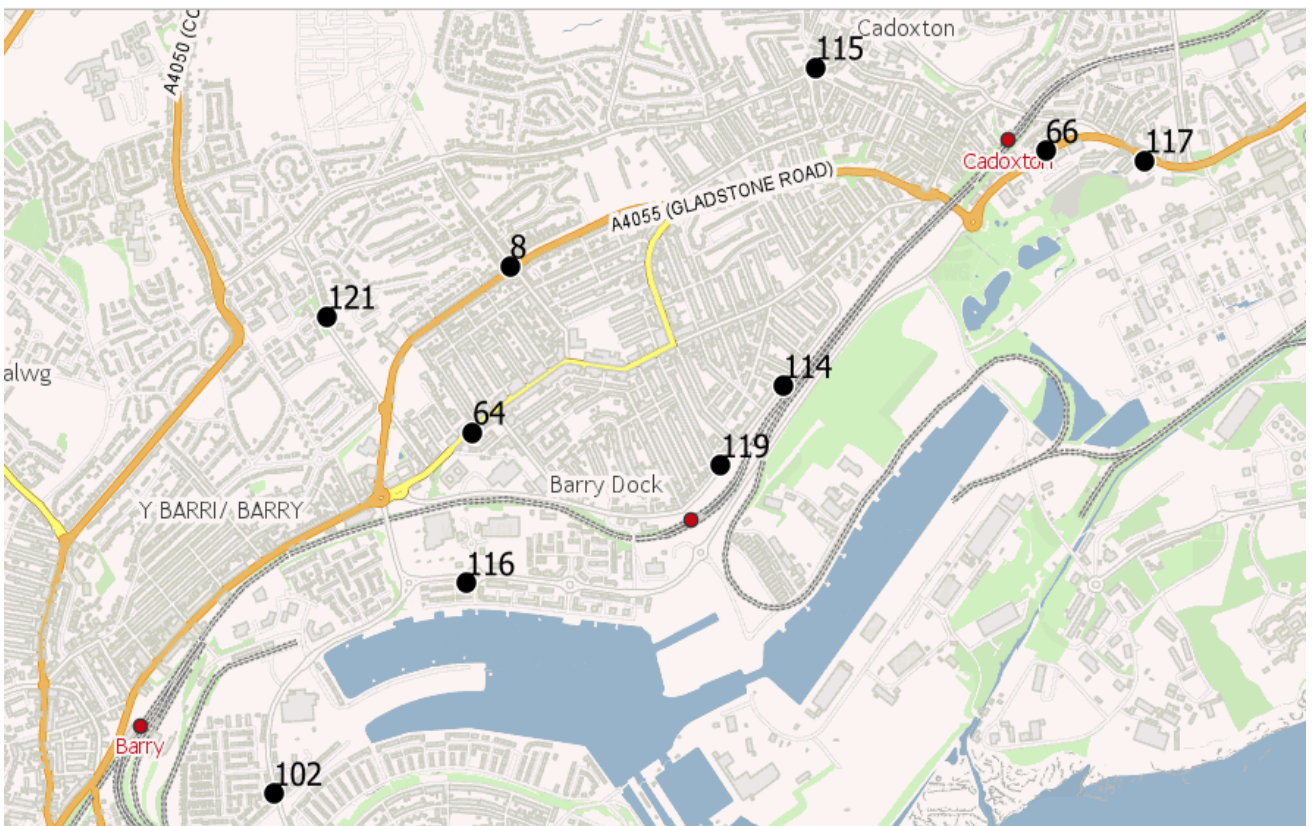 A4050 (CO
Cadoxton
115
66
117
Cadoxton
A4055 (GLADSTONE ROAD)
8
121
alwg
114
64
119
Barry Dock
Y BARRI/ BARRY
116
Barry
102